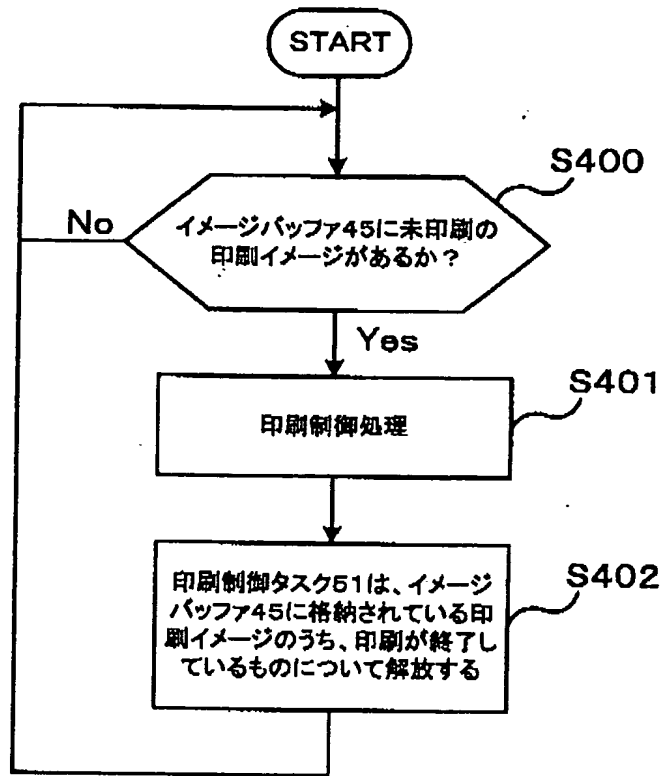 START
S400
No
イメージバッファ45に未印刷の
印刷イメージがあるか？
Yes
S401
印刷制御処理
S402
印刷制御タスク51は、イメージ
バッファ45に格納されている印
刷イメージのうち、印刷が終了し
ているものについて解放する